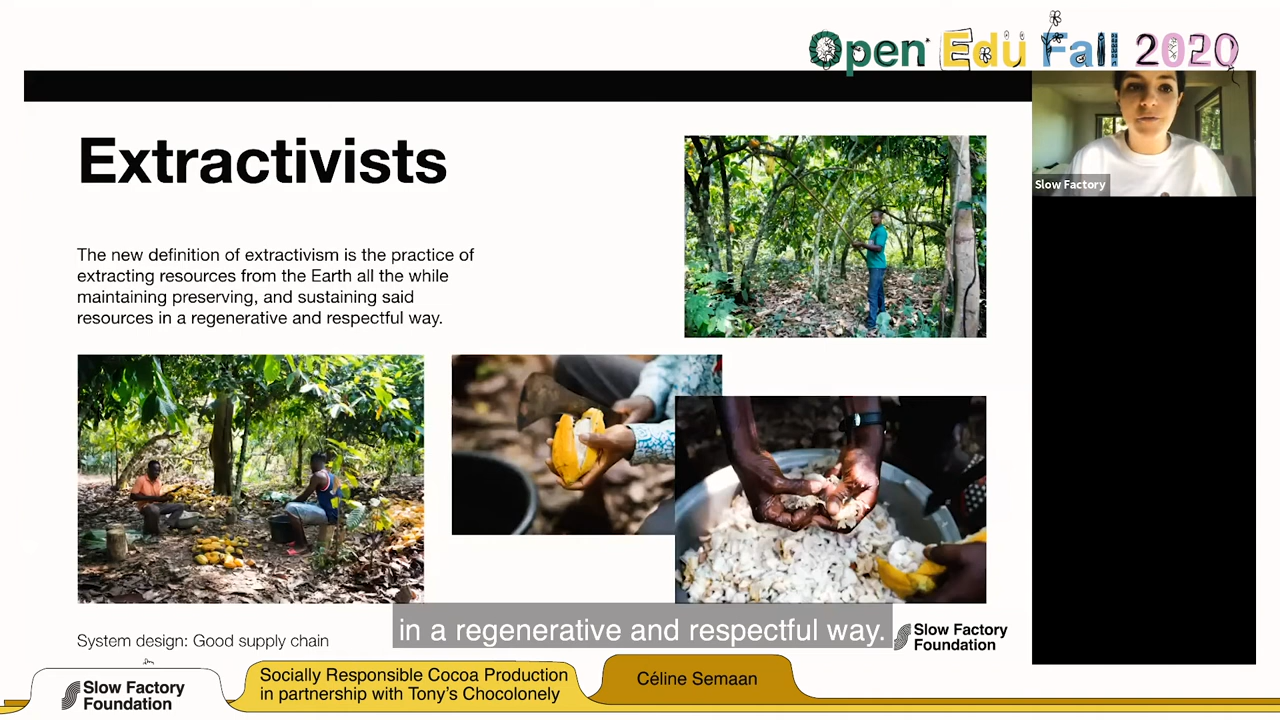 Open Edu Fall 2020
Extractivists
Slow Factory
The new definition of extractivism is the practice of
extracting resources from the Earth all the while
maintaining preserving, and sustaining said
resources in a regenerative and respectful way.
in a regenerative and respectful way.
System design: Good supply chain
Slow Factory
Foundation
Slow Factory
Foundation
Socially Responsible Cocoa Production
in partnership with Tony's Chocolonely
Céline Semaan